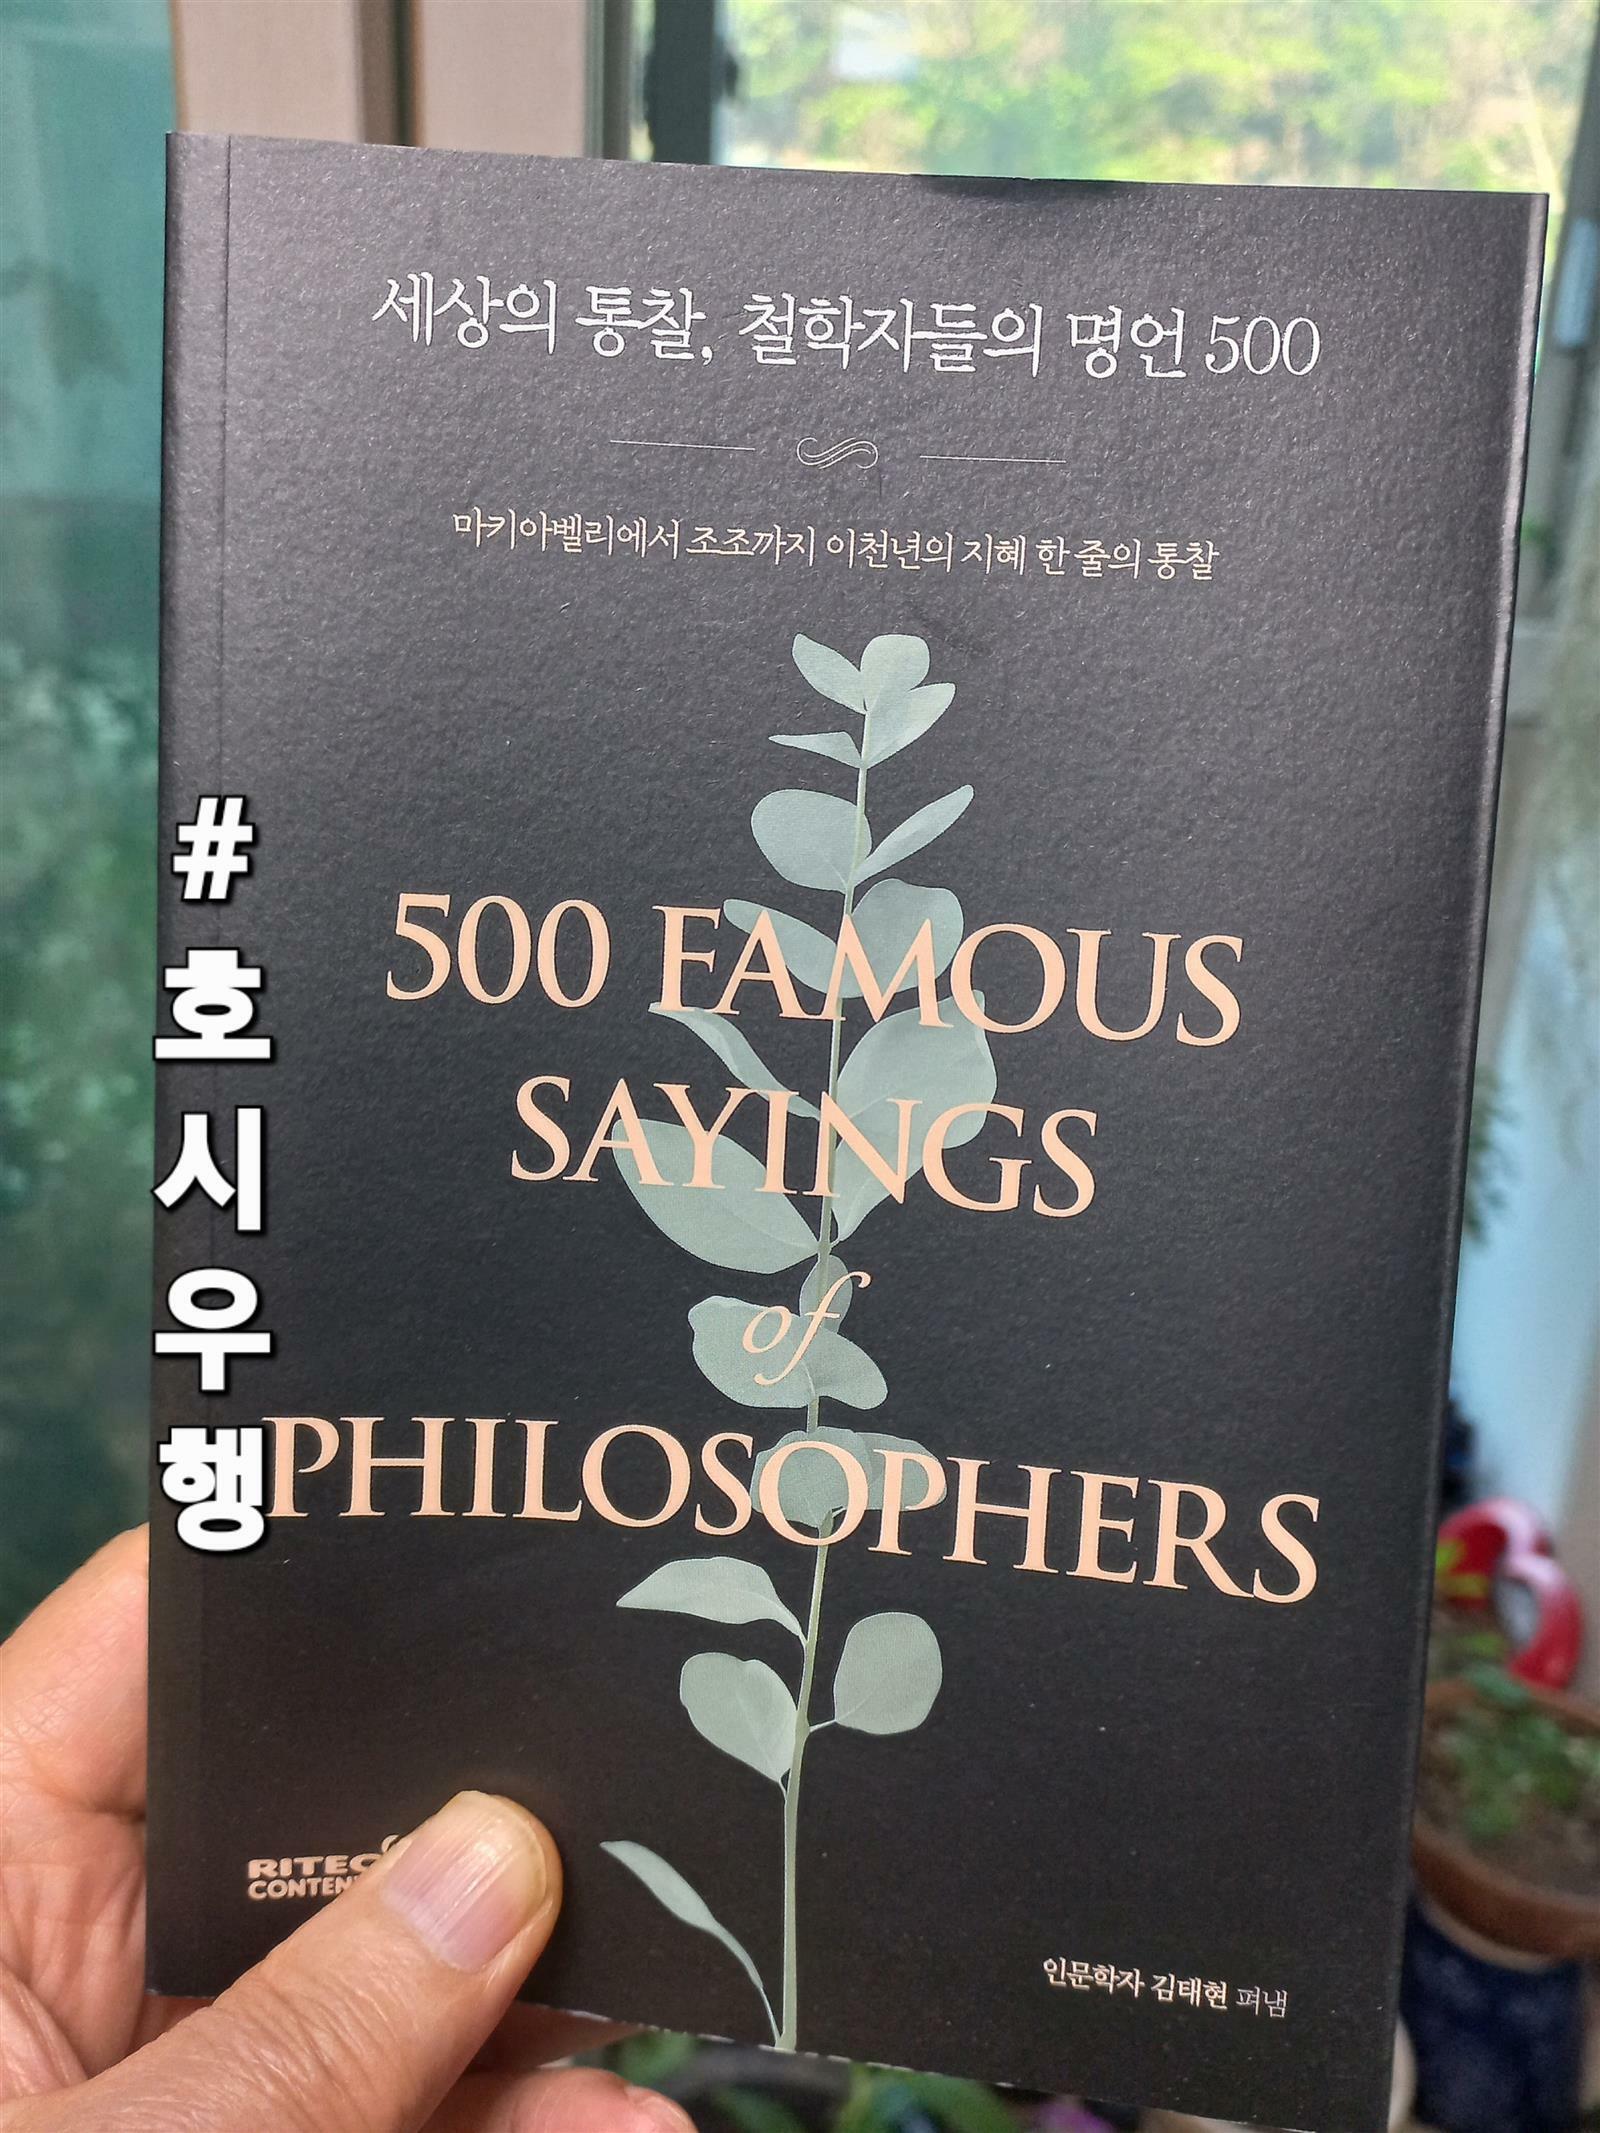 세상의 통찰, 철학자들의 명언 500
마키아벨리에서 조조까지 이천년의 지혜 한 줄의 통찰
500 FAMOUS
SAYINGS
of
PHILOSOPHERS
#호시우행
인문학자 김태현 펴냄